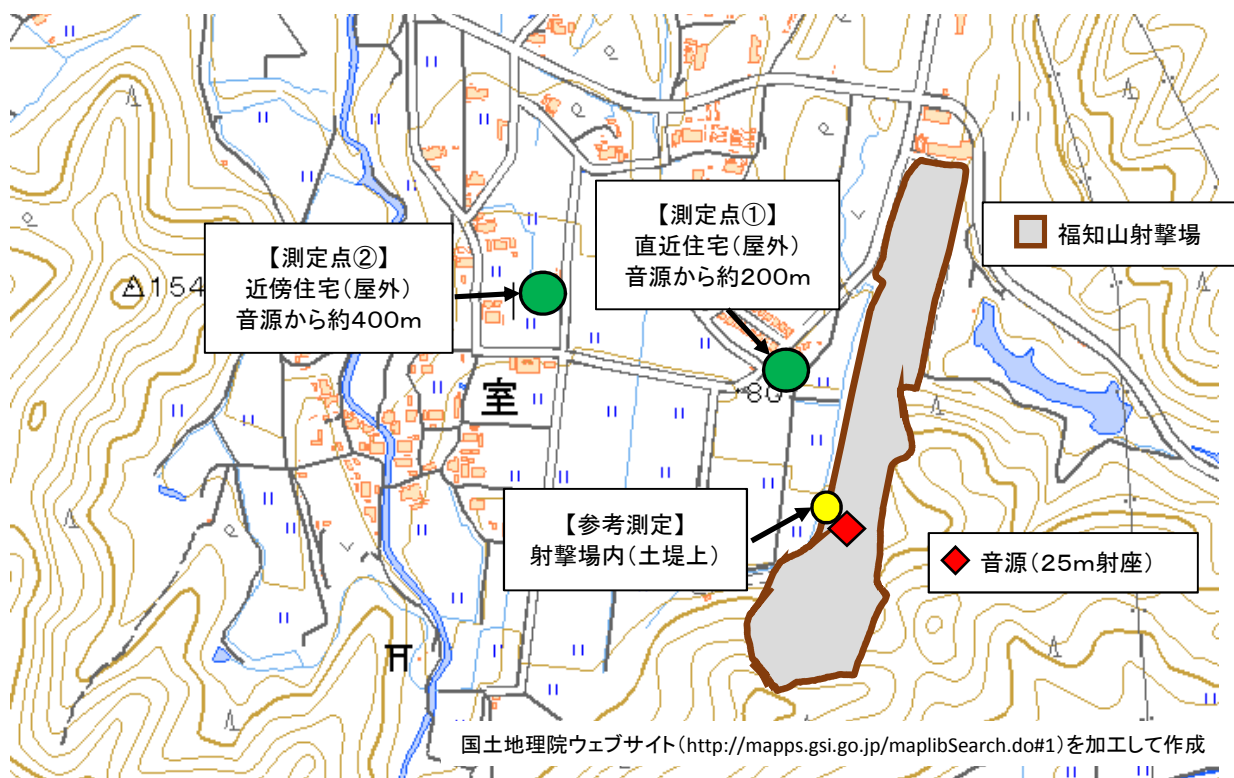 【測定点①】
直近住宅(屋外)
音源から約200m
福知山射撃場
【測定点②】
近傍住宅(屋外)
音源から約400m
154
80
室
【参考測定】
射撃場内(土堤上)
音源(25m射座)
国土地理院ウェブサイト(http://mapps.gsi.go.jp/maplibSearch.do#1)を加工して作成